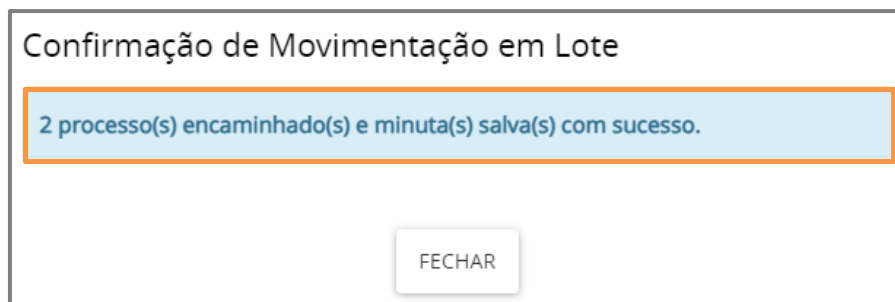 Confirmação de Movimentação em Lote
2 processo(s) encaminhado(s) e minuta(s) salva(s) com sucesso.
FECHAR